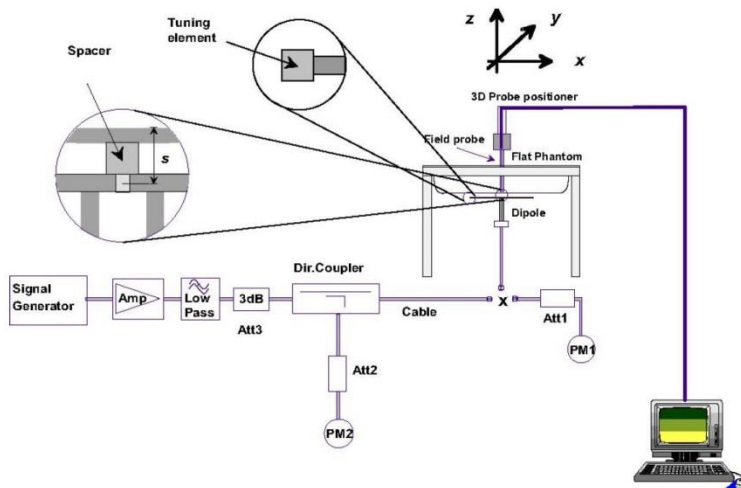 Tuning
element
Spacer
s
z
y
x
3D Probe positioner
Field probe
Flat Phantom
Dipole
Dir.Coupler
Signal
Generator
Amp
Low
Pass
3dB
Att3
Cable
x
Att1
PM1
Att2
PM2